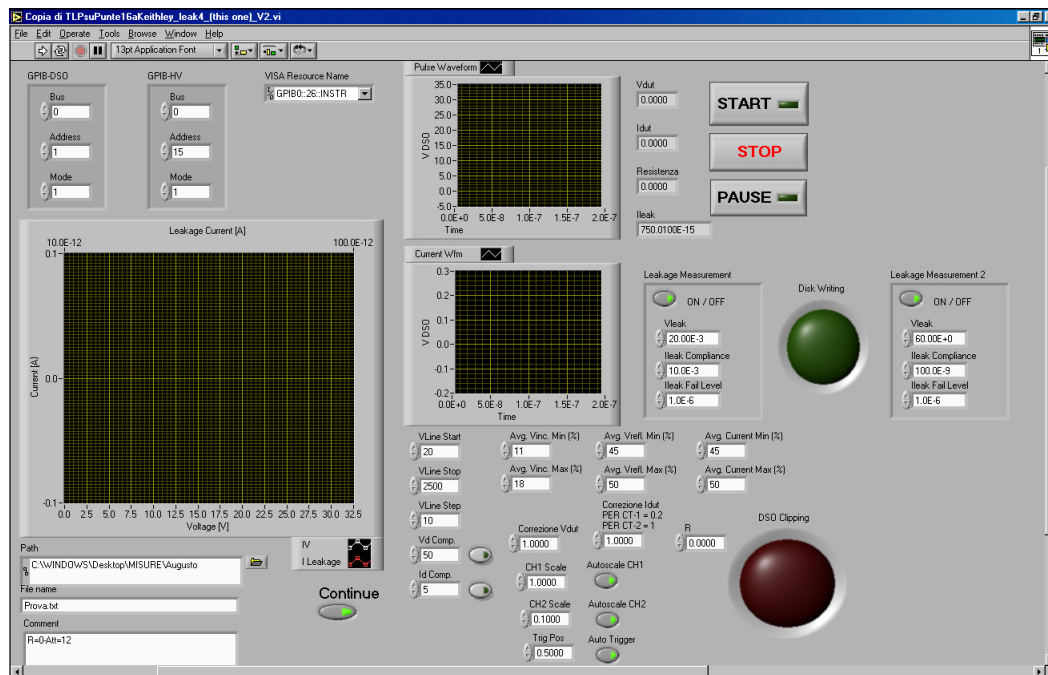 Copia di TLPsuPunte16aKeithley_leak4_(this one)_V2.vi
File Edit Operate Tools Browse Window Help
13pt Application Font
1
GPIB-DSO
Bus
0
Address
1
Mode
1
GPIB-HV
Bus
0
Address
15
Mode
1
VISA Resource Name
GPIB0::26::INSTR
Pulse Waveform
35.0
30.0
25.0
20.0
15.0
10.0
5.0
0.0
-5.0
V DSO
0.0E+0 5.0E-8 1.0E-7 1.5E-7 2.0E-7
Time
Vdut
0.0000
Idut
0.0000
Resistenza
0.0000
Ileak
750.0100E-15
START
STOP
PAUSE
Leakage Current [A]
10.0E-12 100.0E-12
0.1
0.0
-0.1
Current [A]
0.0 2.5 5.0 7.5 10.0 12.5 15.0 17.5 20.0 22.5 25.0 27.5 30.0 32.5
Voltage [V]
IV
I Leakage
Current Wfm
0.3
0.2
0.1
0.0
-0.1
-0.2
V DSO
0.0E+0 5.0E-8 1.0E-7 1.5E-7 2.0E-7
Time
Leakage Measurement
ON / OFF
Vleak
20.00E-3
Ileak Compliance
10.0E-3
Ileak Fail Level
1.0E-6
Disk Writing
Leakage Measurement 2
ON / OFF
Vleak
60.00E+0
Ileak Compliance
100.0E-9
Ileak Fail Level
1.0E-6
VLine Start
20
VLine Stop
2500
VLine Step
10
Vd Comp.
50
Id Comp.
5
Avg. Vinc. Min (%)
11
Avg. Vinc. Max (%)
18
Avg. Vrefl. Min (%)
45
Avg. Vrefl. Max (%)
50
Avg. Current Min (%)
45
Avg. Current Max (%)
50
Correzione Vdut
1.0000
Correzione Idut
PER CT-1 = 0.2
PER CT-2 = 1
1.0000
R
0.0000
CH1 Scale
1.0000
CH2 Scale
0.1000
Trig Pos
0.5000
Autoscale CH1
Autoscale CH2
Auto Trigger
DSO Clipping
Path
C:\WINDOWS\Desktop\MISURE\Augusto
File name
Prova.txt
Comment
R=0-Att=12
Continue